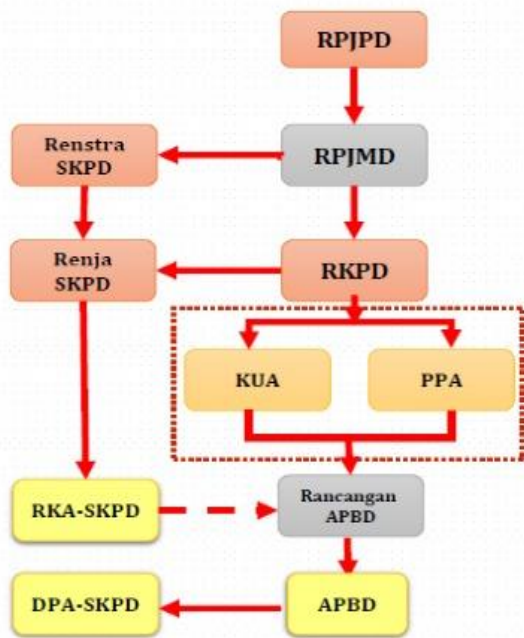 RPJPD
Renstra
SKPD
RPJMD
Renja
SKPD
RKPD
KUA
PPA
RKA-SKPD
Rancangan
APBD
DPA-SKPD
APBD